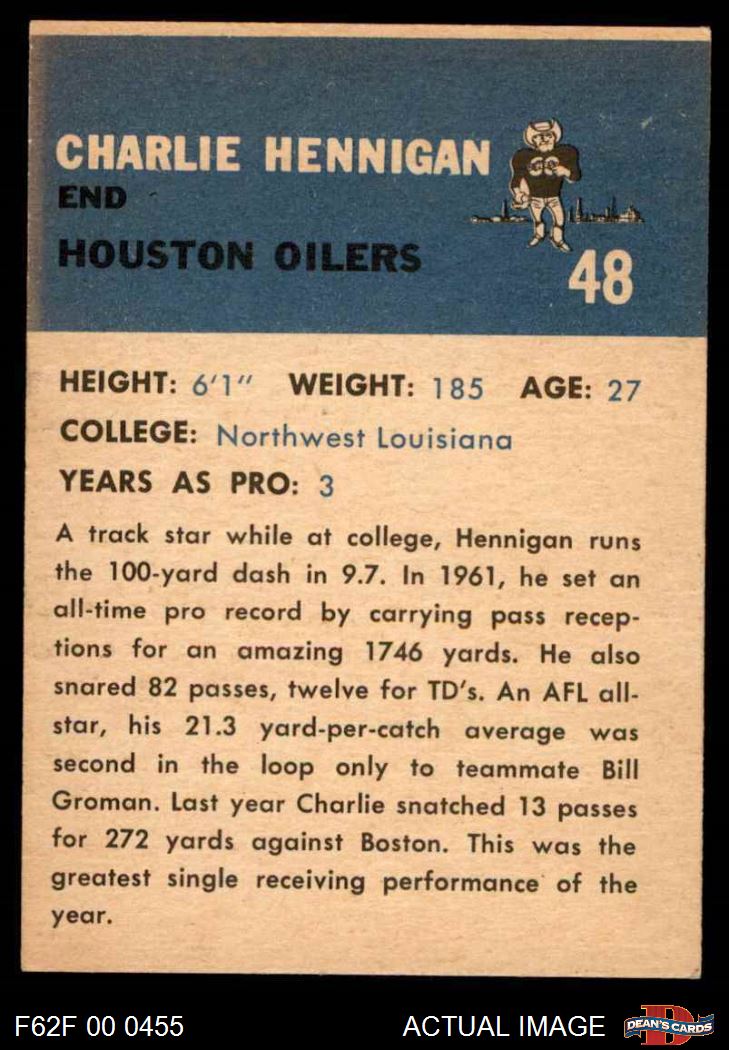 CHARLIE HENNIGAN
END
HOUSTON OILERS
48
HEIGHT: 6'1" WEIGHT: 185 AGE: 27
COLLEGE: Northwest Louisiana
YEARS AS PRO: 3
A track star while at college, Hennigan runs
the 100-yard dash in 9.7. In 1961, he set an
all-time pro record by carrying pass recep-
tions for an amazing 1746 yards. He also
snared 82 passes, twelve for TD's. An AFL all-
star, his 21.3 yard-per-catch average was
second in the loop only to teammate Bill
Groman. Last year Charlie snatched 13 passes
for 272 yards against Boston. This was the
greatest single receiving performance of the
year.
F62F 00 0455 ACTUAL IMAGE D DEAN'S CARDS